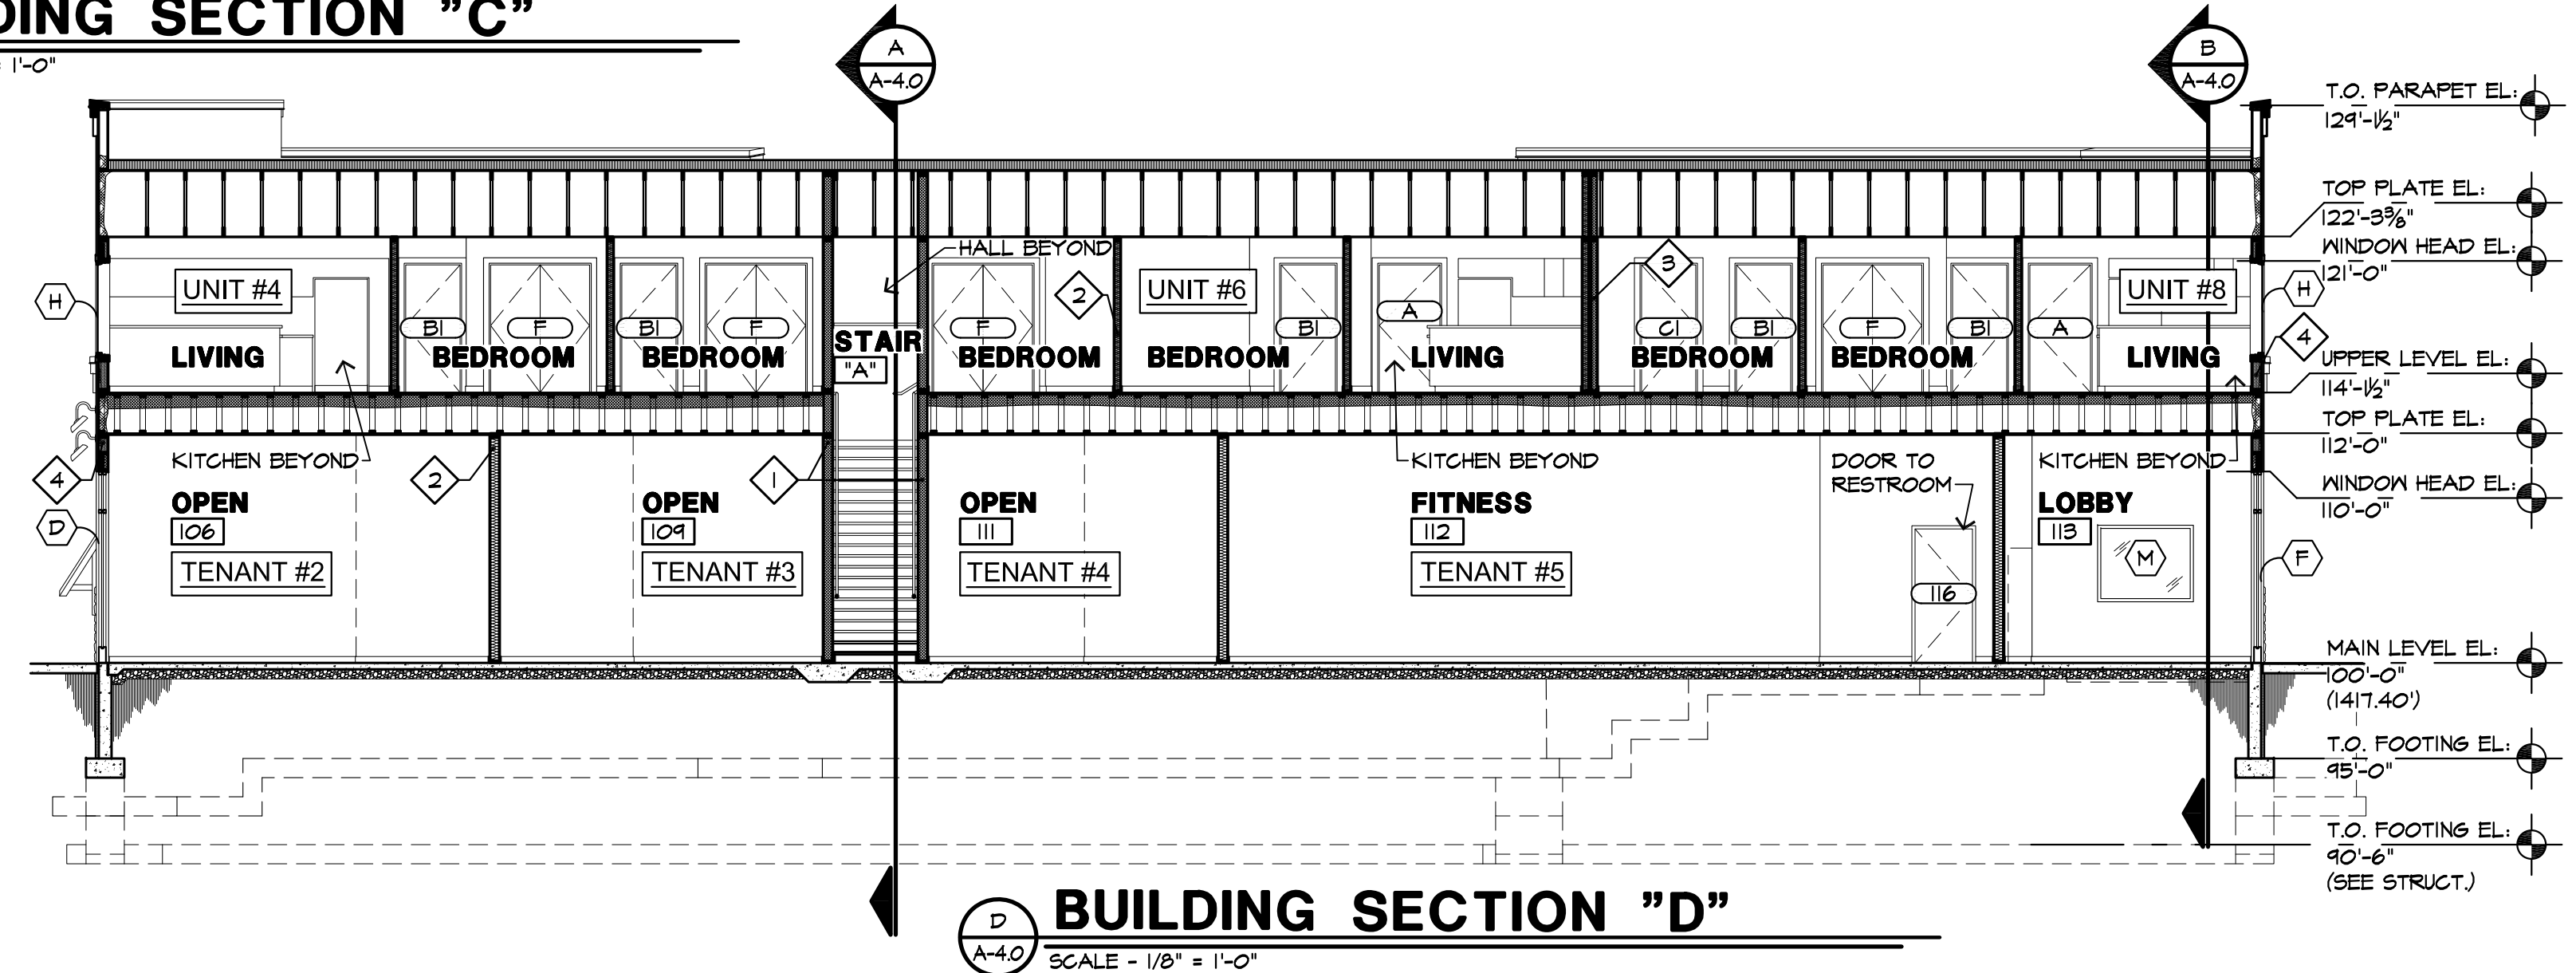 DING SECTION "C"
= 1'-0"
A
A-4.0
B
A-4.0
T.O. PARAPET EL:
129'-1/2"
TOP PLATE EL:
122'-3 3/8"
WINDOW HEAD EL:
121'-0"
UPPER LEVEL EL:
114'-1/2"
TOP PLATE EL:
112'-0"
WINDOW HEAD EL:
110'-0"
MAIN LEVEL EL:
100'-0"
(1417.40')
T.O. FOOTING EL:
95'-0"
T.O. FOOTING EL:
90'-6"
(SEE STRUCT.)
HALL BEYOND
UNIT #4
2
UNIT #6
3
UNIT #8
H
H
B1
F
B1
F
F
B1
A
C1
B1
F
B1
A
4
LIVING
BEDROOM
BEDROOM
STAIR
"A"
BEDROOM
BEDROOM
LIVING
BEDROOM
BEDROOM
LIVING
KITCHEN BEYOND
KITCHEN BEYOND
DOOR TO
RESTROOM
KITCHEN BEYOND
4
2
1
D
OPEN
106
TENANT #2
OPEN
109
TENANT #3
OPEN
111
TENANT #4
FITNESS
112
TENANT #5
116
LOBBY
113
M
F
D
A-4.0
BUILDING SECTION "D"
SCALE - 1/8" = 1'-0"